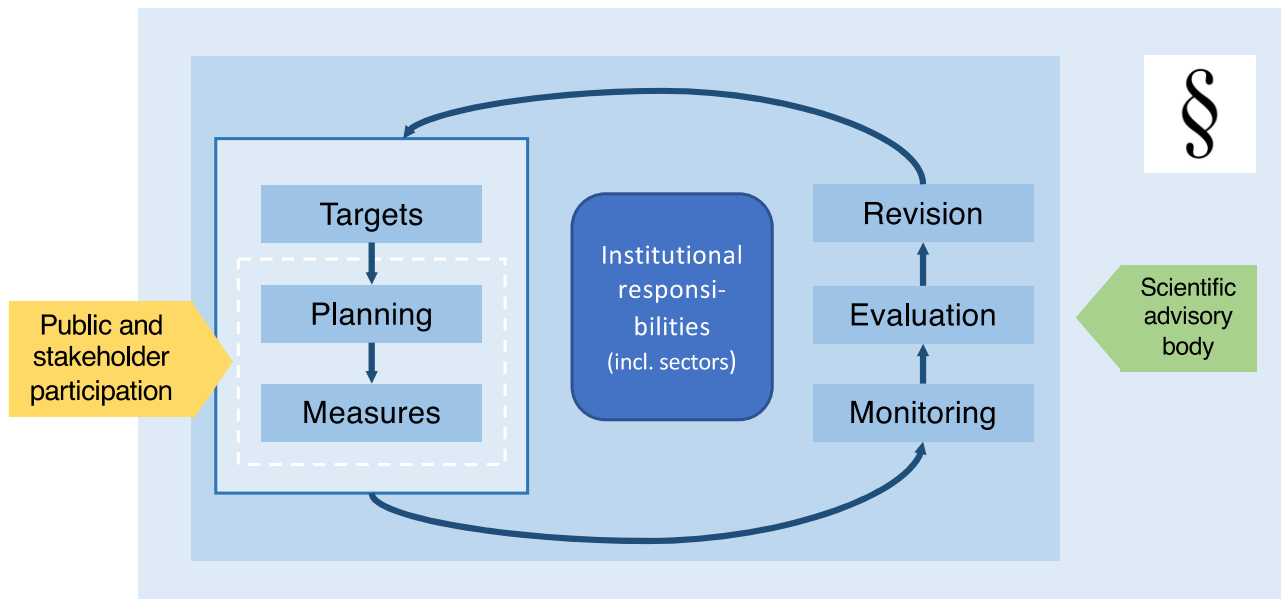 §
Targets
Planning
Measures
Public and
stakeholder
participation
Institutional
responsi-
bilities
(incl. sectors)
Revision
Evaluation
Monitoring
Scientific
advisory
body